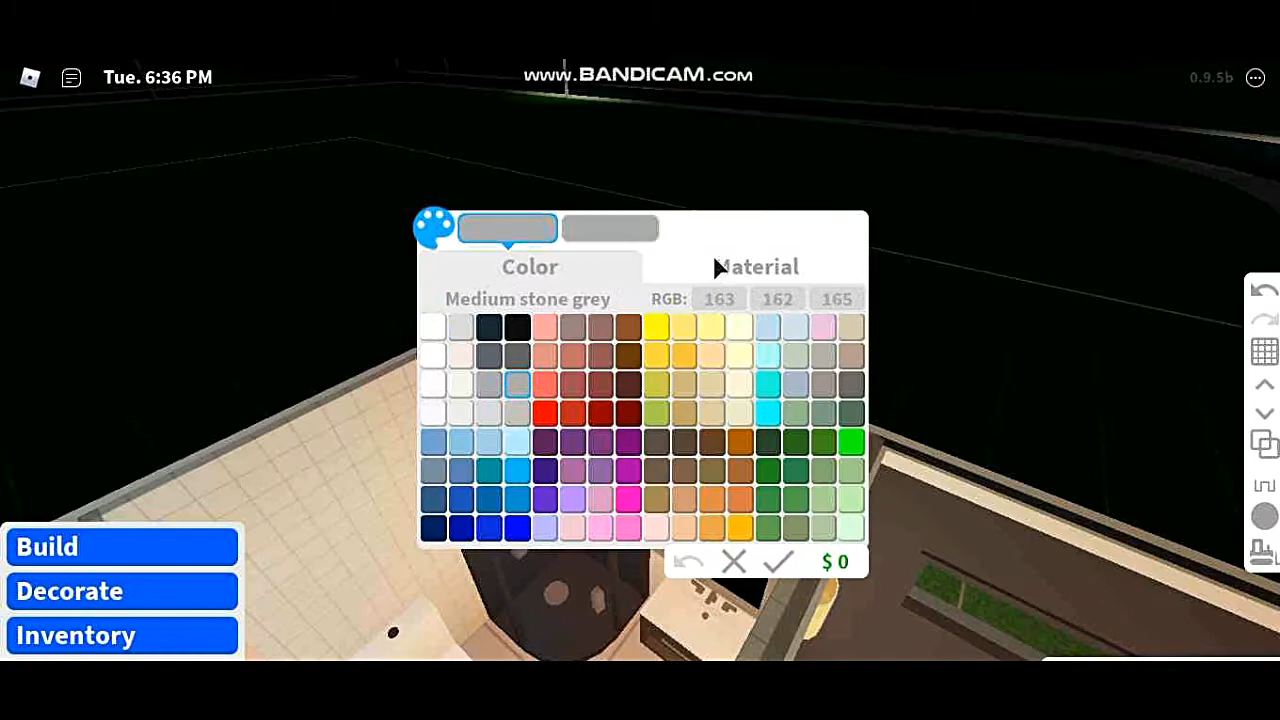 Tue. 6:36 PM
www.BANDICAM.com
0.9.5b
Color
Material
Medium stone grey
RGB: 163 162 165
Build
Decorate
Inventory
$ 0